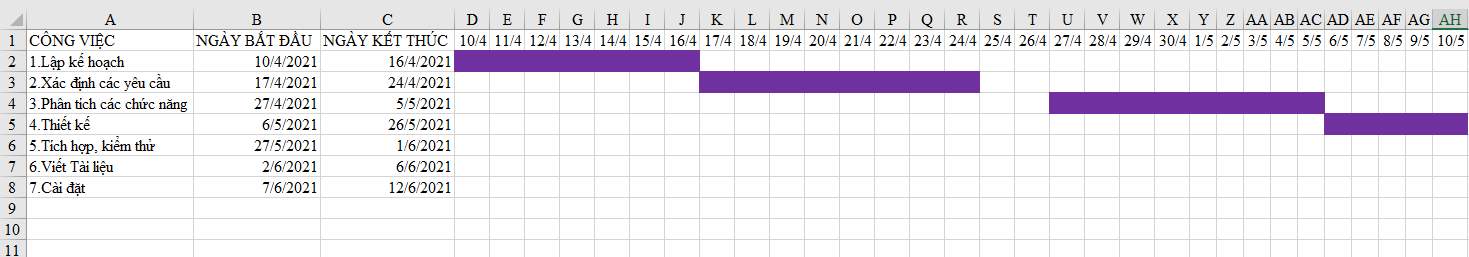 A B C D E F G H I J K L M N O P Q R S T U V W X Y Z AA AB AC AD AE AF AG AH
1 CÔNG VIỆC NGÀY BẮT ĐẦU NGÀY KẾT THÚC 10/4 11/4 12/4 13/4 14/4 15/4 16/4 17/4 18/4 19/4 20/4 21/4 22/4 23/4 24/4 25/4 26/4 27/4 28/4 29/4 30/4 1/5 2/5 3/5 4/5 5/5 6/5 7/5 8/5 9/5 10/5
2 1.Lập kế hoạch 10/4/2021 16/4/2021
3 2.Xác định các yêu cầu 17/4/2021 24/4/2021
4 3.Phân tích các chức năng 27/4/2021 5/5/2021
5 4.Thiết kế 6/5/2021 26/5/2021
6 5.Tích hợp, kiểm thử 27/5/2021 1/6/2021
7 6.Viết Tài liệu 2/6/2021 6/6/2021
8 7.Cài đặt 7/6/2021 12/6/2021
9
10
11